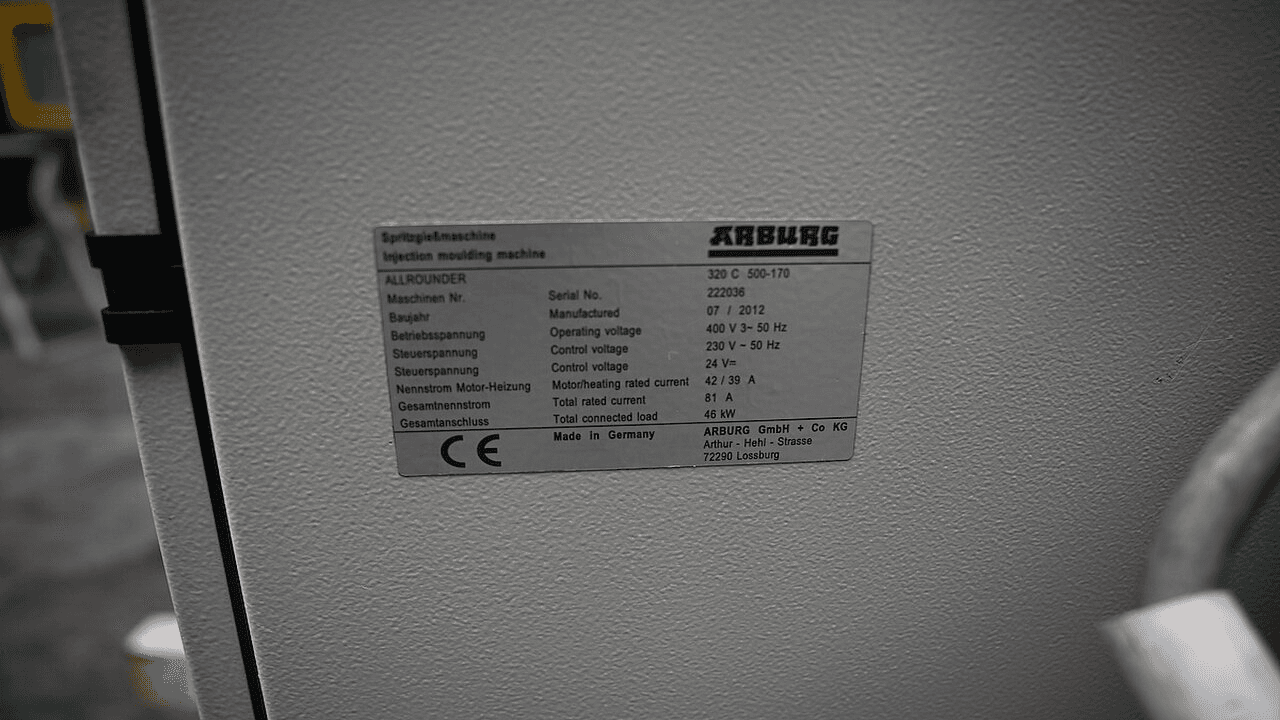 Spritzgießmaschine
Injection moulding machine
ARBURG
ALLROUNDER 320 C 500-170
Maschinen Nr. Serial No. 222036
Baujahr Manufactured 07 / 2012
Betriebsspannung Operating voltage 400 V 3~ 50 Hz
Steuerspannung Control voltage 230 V ~ 50 Hz
Steuerspannung Control voltage 24 V=
Nennstrom Motor-Heizung Motor/heating rated current 42 / 39 A
Gesamtnennstrom Total rated current 81 A
Gesamtanschluss Total connected load 46 kW
CE Made in Germany ARBURG GmbH + Co KG
Arthur - Hehl - Strasse
72290 Lossburg